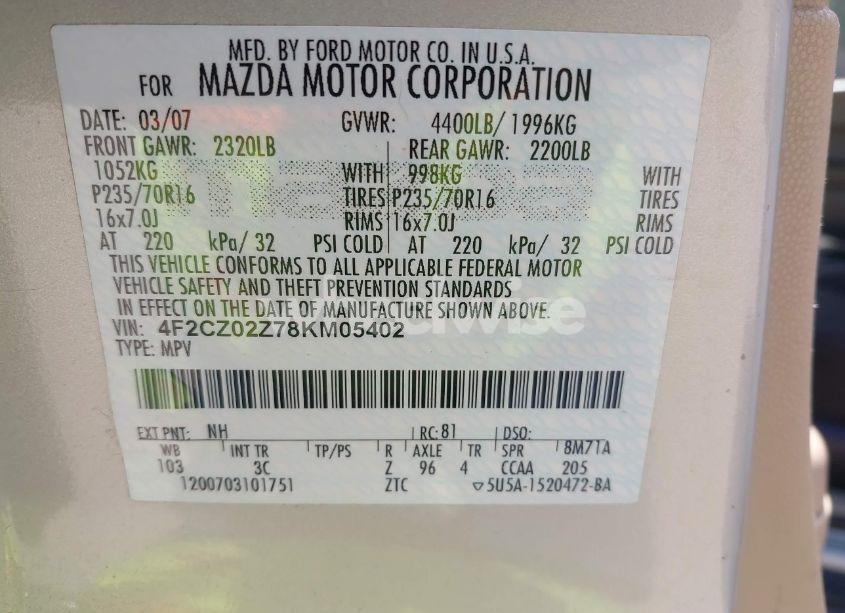 MFD. BY FORD MOTOR CO. IN U.S.A.
FOR MAZDA MOTOR CORPORATION
DATE: 03/07 GVWR: 4400LB/ 1996KG
FRONT GAWR: 2320LB REAR GAWR: 2200LB
1052KG WITH 998KG WITH
P235/70R16 TIRES P235/70R16 TIRES
16x7.0J RIMS 16x7.0J RIMS
AT 220 kPa/ 32 PSI COLD AT 220 kPa/ 32 PSI COLD
THIS VEHICLE CONFORMS TO ALL APPLICABLE FEDERAL MOTOR
VEHICLE SAFETY AND THEFT PREVENTION STANDARDS
IN EFFECT ON THE DATE OF MANUFACTURE SHOWN ABOVE.
VIN: 4F2CZ02Z78KM05402
TYPE: MPV
EXT PNT: NH RC: 81 DSO:
WB INT TR TP/PS R AXLE TR SPR 8M71A
103 3C Z 96 4 CCAA 205
1200703101751 ZTC ▽5U5A-1520472-BA